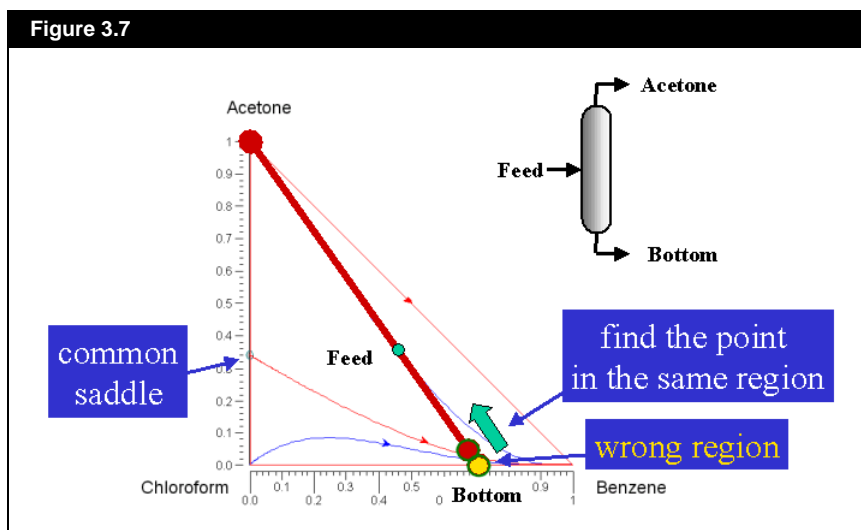 Figure 3.7
Acetone
Acetone
Feed
Bottom
1
0.9
0.8
0.7
0.6
0.5
0.4
0.2
0.1
0.0
common
saddle
Feed
find the point
in the same region
wrong region
Chloroform
0.0
0.1
0.2
0.3
0.4
0.5
0
Bottom
0.9
1
Benzene